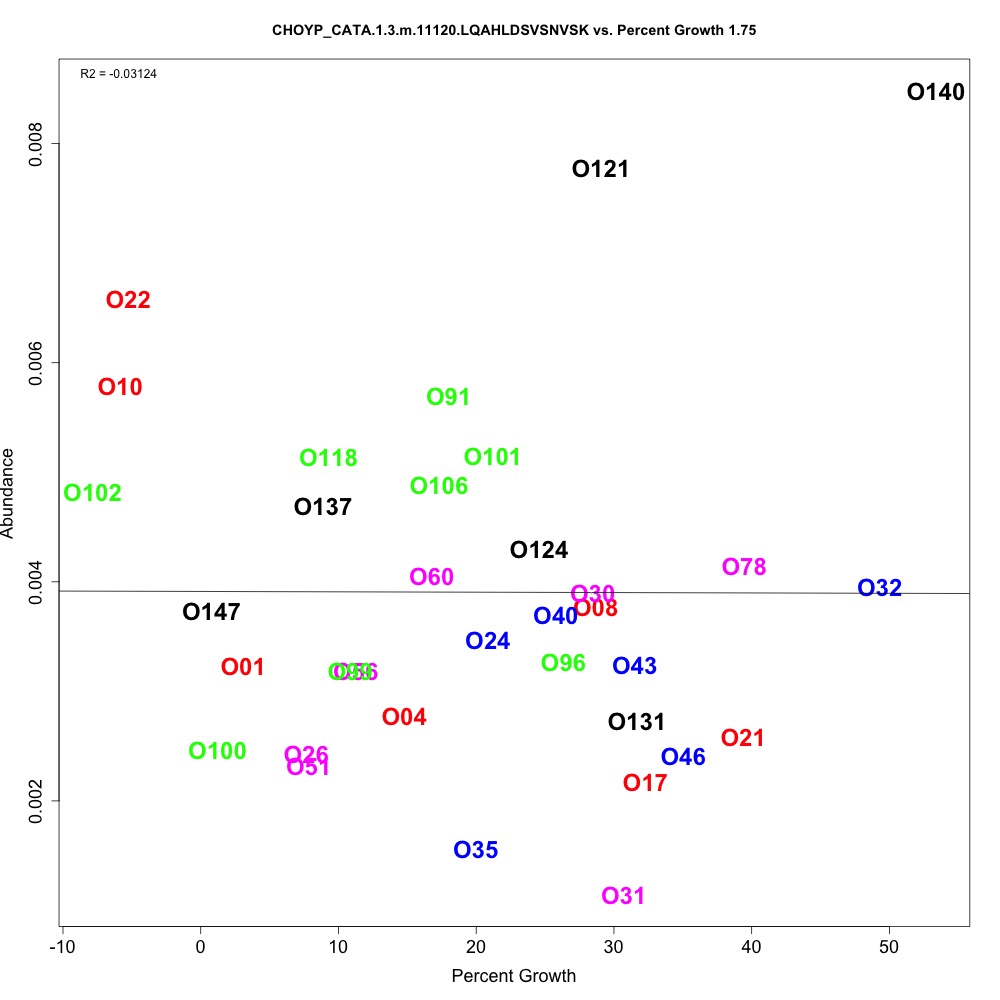 CHOYP_CATA.1.3.m.11120.LQAHLDSVSNVSK vs. Percent Growth 1.75
R2 = -0.03124
O140
O121
O22
O10
O91
O118
O101
O106
O102
O137
O124
O78
O60
O32
O30
O08
O147
O40
O24
O96
O43
O01
O04
O131
O21
O100
O26
O46
O51
O17
O35
O31
0.008
0.006
0.004
0.002
Abundance
-10 0 10 20 30 40 50
Percent Growth